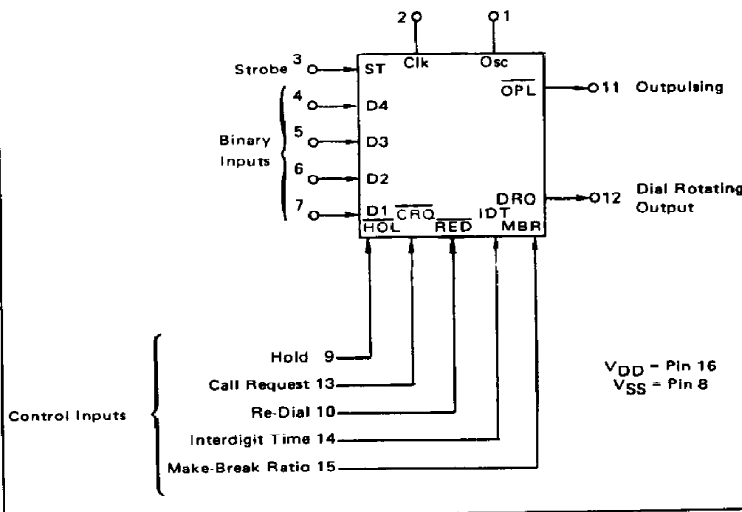 2 1
Clk Osc
Strobe 3 ST
OPL 11 Outpulsing
4 D4
Binary Inputs
5 D3
6 D2
7 D1
DRO 12 Dial Rotating Output
HOL CRQ RED IDT MBR
Hold 9
Call Request 13
Re-Dial 10
Interdigit Time 14
Make-Break Ratio 15
Control Inputs
VDD = Pin 16
VSS = Pin 8